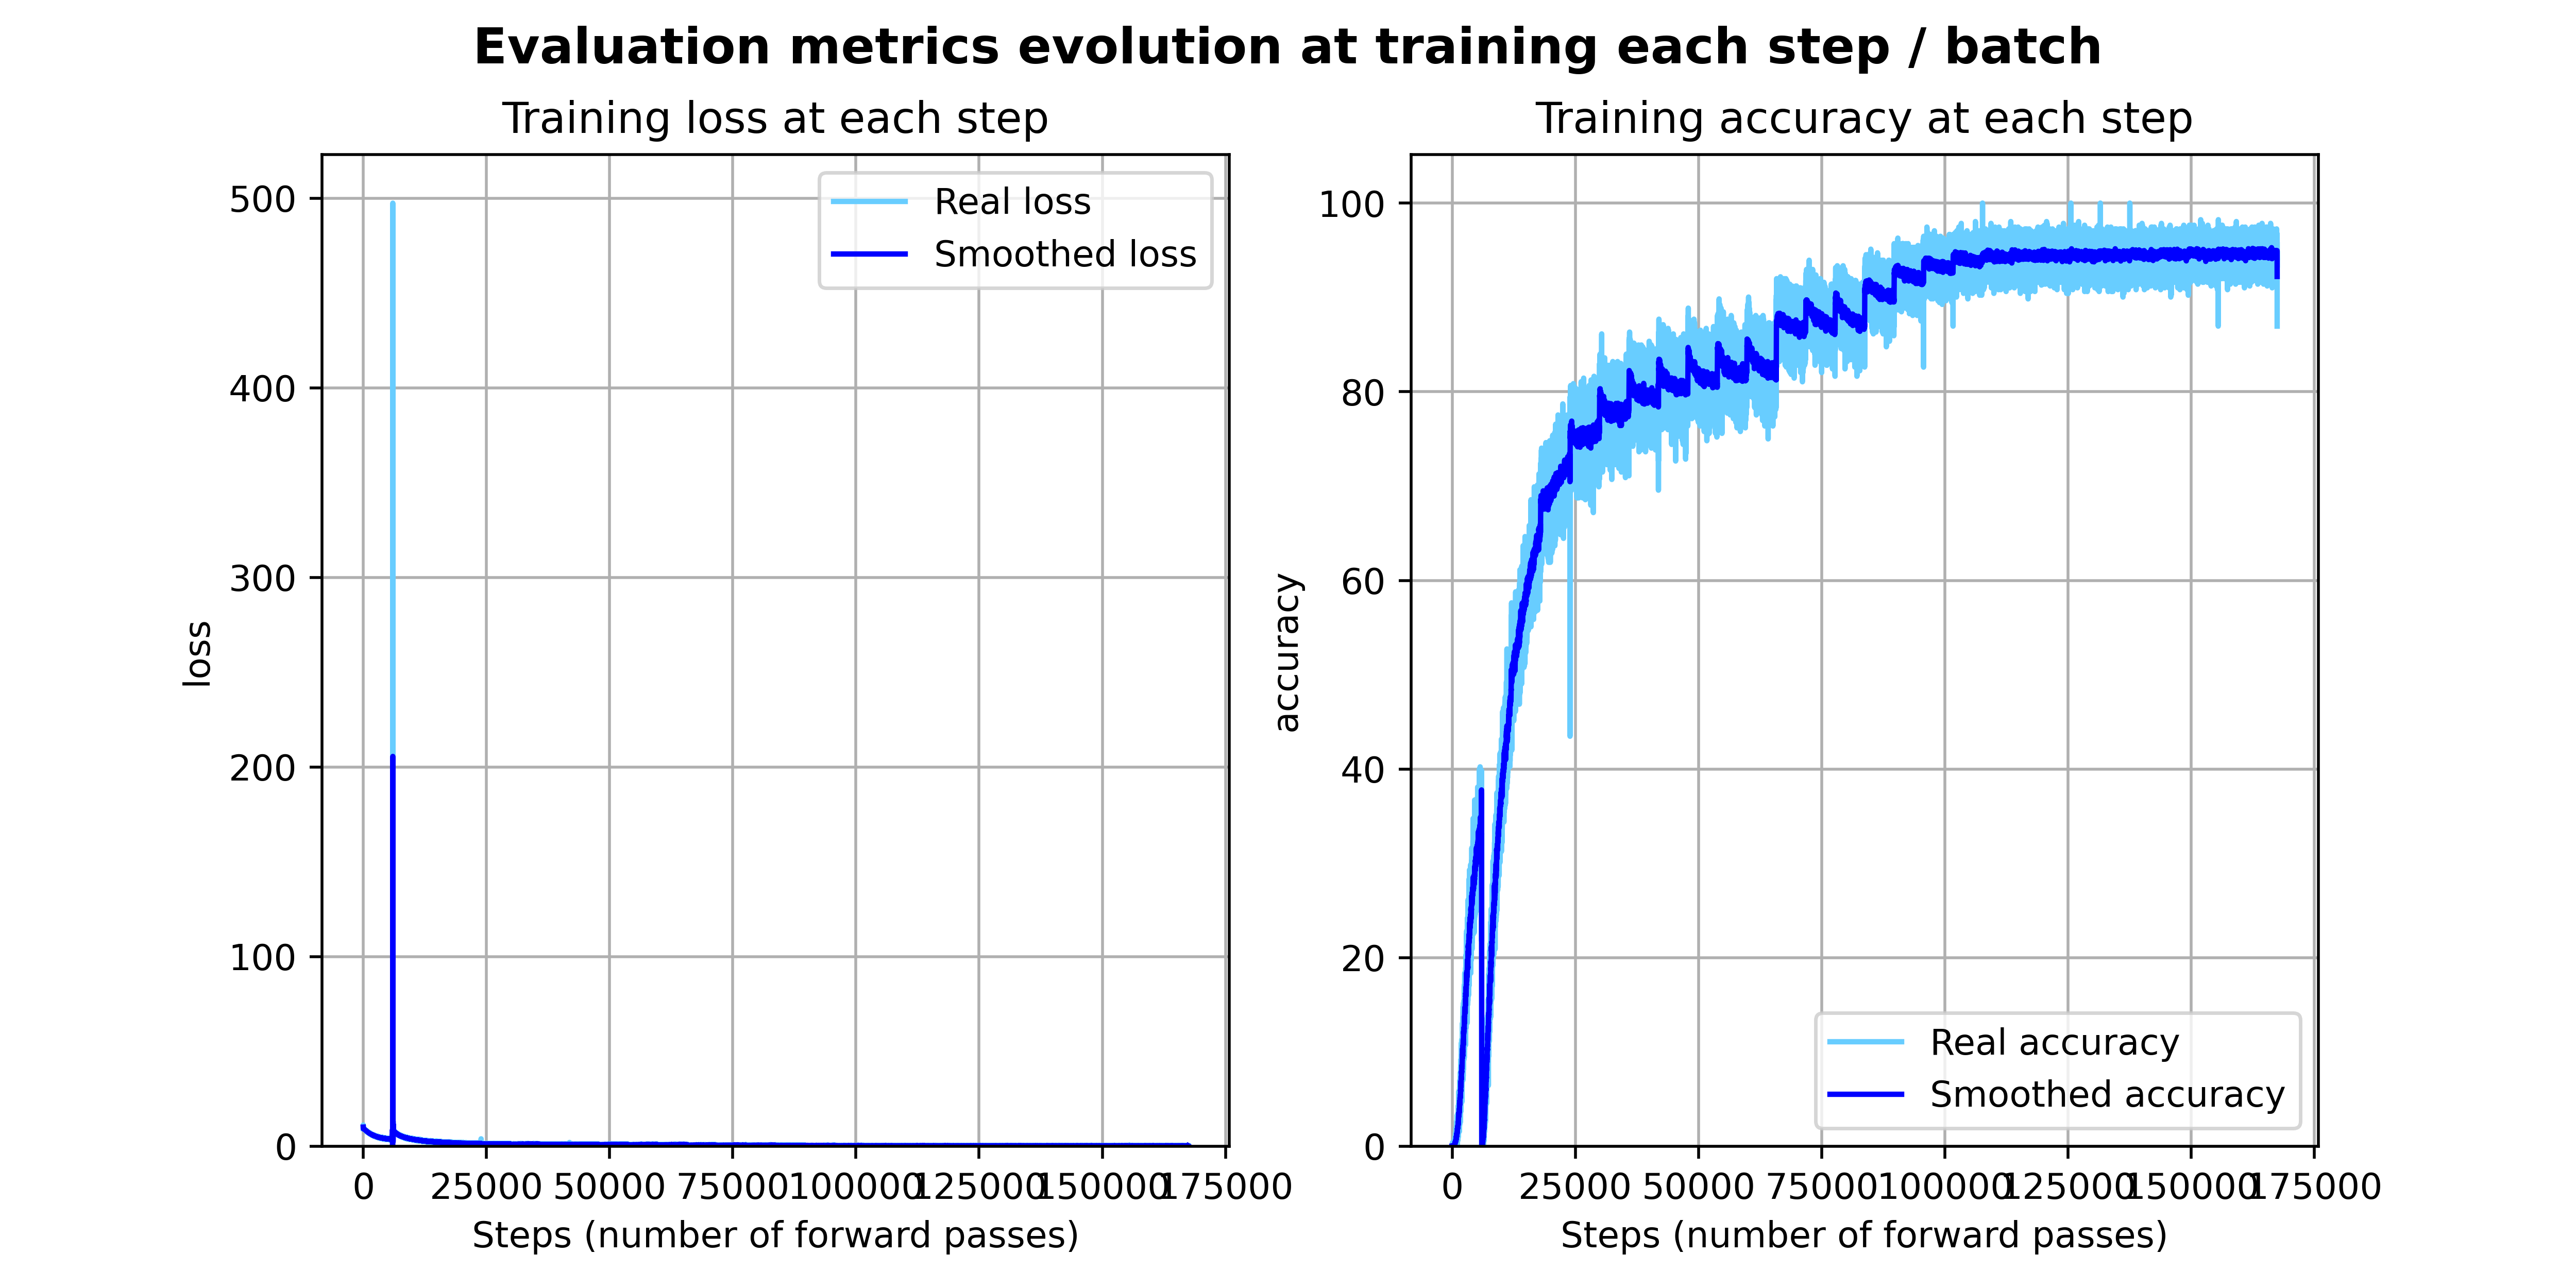 Evaluation metrics evolution at training each step / batch
Training loss at each step
500
400
300
200
100
0
loss
Real loss
Smoothed loss
0 25000 50000 75000 100000 125000 150000 175000
Steps (number of forward passes)
Training accuracy at each step
100
80
60
40
20
0
accuracy
Real accuracy
Smoothed accuracy
0 25000 50000 75000 100000 125000 150000 175000
Steps (number of forward passes)